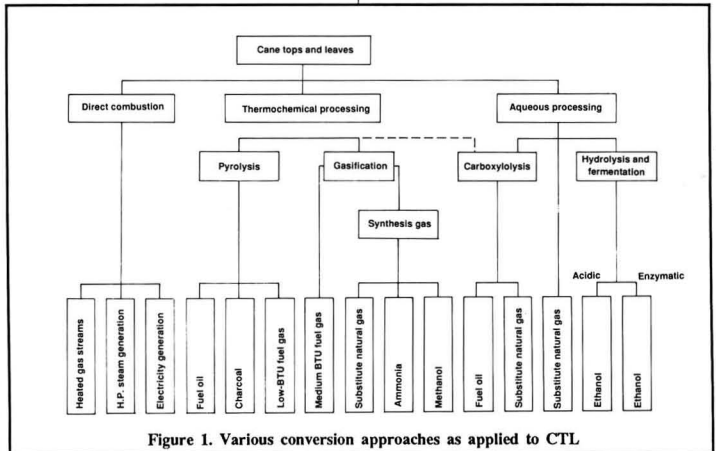 Cane tops and leaves
Direct combustion
Thermochemical processing
Aqueous processing
Pyrolysis
Gasification
Carboxylolysis
Hydrolysis and
fermentation
Synthesis gas
Acidic
Enzymatic
Heated gas streams
H.P. steam generation
Electricity generation
Fuel oil
Charcoal
Low-BTU fuel gas
Medium BTU fuel gas
Substitute natural gas
Ammonia
Methanol
Fuel oil
Substitute natural gas
Substitute natural gas
Ethanol
Ethanol
Figure 1. Various conversion approaches as applied to CTL